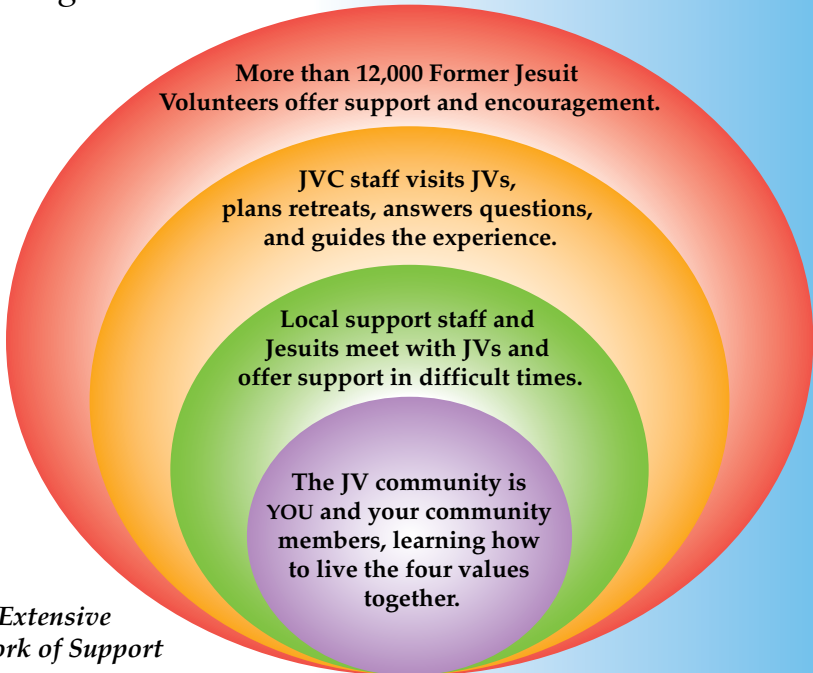 More than 12,000 Former Jesuit
Volunteers offer support and encouragement.
JVC staff visits JVs,
plans retreats, answers questions,
and guides the experience.
Local support staff and
Jesuits meet with JVs and
offer support in difficult times.
The JV community is
YOU and your community
members, learning how
to live the four values
together.
Extensive
of Support